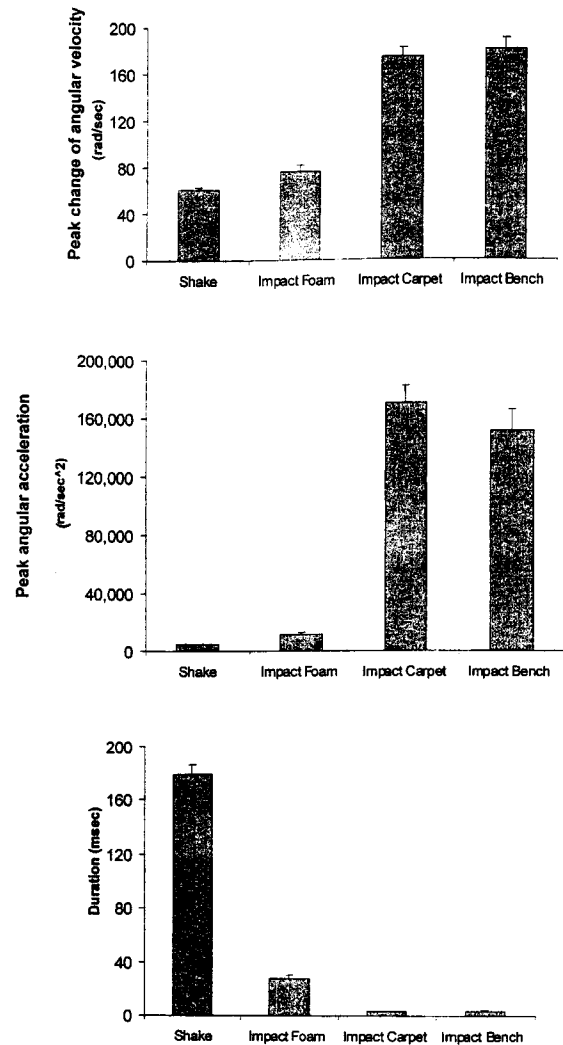 Peak change of angular velocity
(rad/sec)
200
160
120
80
40
0
Shake Impact Foam Impact Carpet Impact Bench
Peak angular acceleration
(rad/sec^2)
200,000
160,000
120,000
80,000
40,000
0
Shake Impact Foam Impact Carpet Impact Bench
Duration (msec)
200
160
120
80
40
0
Shake Impact Foam Impact Carpet Impact Bench